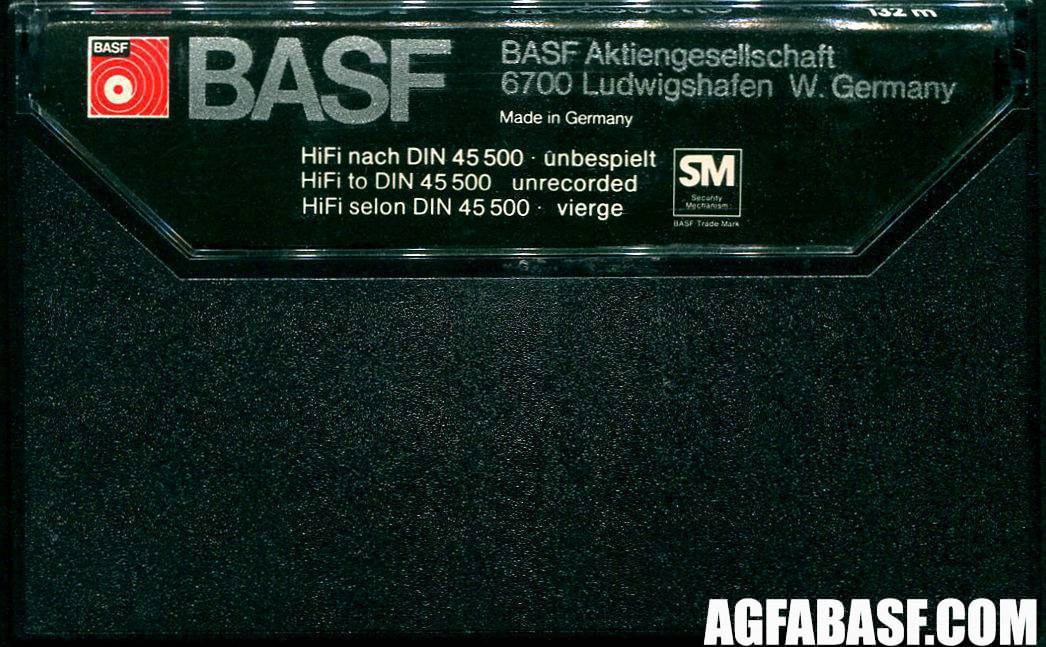 132 m
BASF
BASF
BASF Aktiengesellschaft
6700 Ludwigshafen W. Germany
Made in Germany
HiFi nach DIN 45 500 · unbespielt
HiFi to DIN 45 500 unrecorded
HiFi selon DIN 45 500 · vierge
SM
Security
Mechanism
BASF Trade Mark
AGFABASF.COM